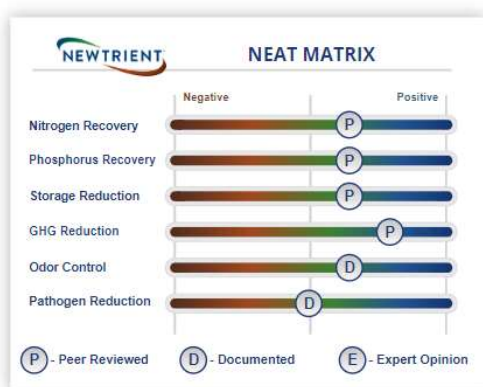 NEWTRIENT NEAT MATRIX
Negative Positive
Nitrogen Recovery P
Phosphorus Recovery P
Storage Reduction P
GHG Reduction P
Odor Control D
Pathogen Reduction D
P - Peer Reviewed D - Documented E - Expert Opinion